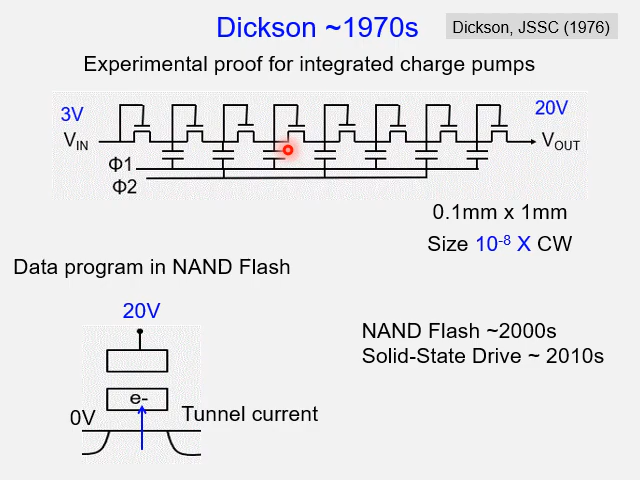 Dickson ~1970s
Dickson, JSSC (1976)
Experimental proof for integrated charge pumps
3V
20V
VIN
VOUT
Φ1
Φ2
0.1mm x 1mm
Size 10-8 X CW
Data program in NAND Flash
20V
NAND Flash ~2000s
Solid-State Drive ~ 2010s
e-
0V
Tunnel current